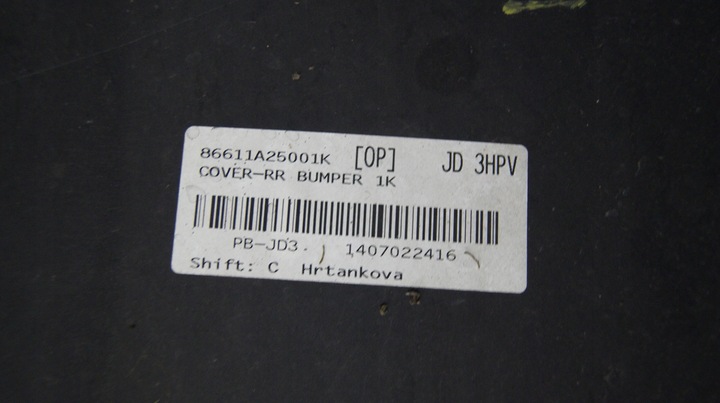 86611A25001K [OP] JD 3HPV
COVER-RR BUMPER 1K
PB-JD3. 1407022416
Shift: C Hrtankova